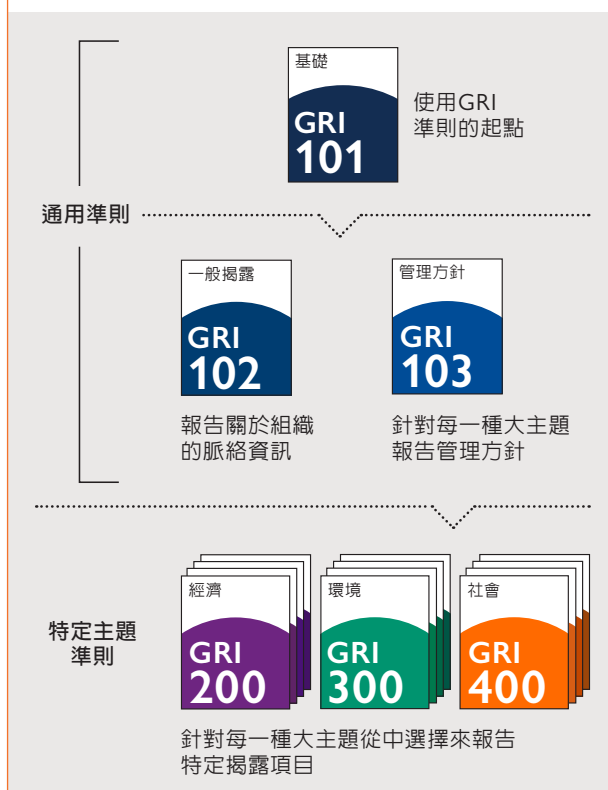 基礎
GRI
101
使用GRI
準則的起點
通用準則
一般揭露
GRI
102
報告關於組織
的脈絡資訊
管理方針
GRI
103
針對每一種大主題
報告管理方針
特定主題
準則
經濟
GRI
200
環境
GRI
300
社會
GRI
400
針對每一種大主題從中選擇來報告
特定揭露項目